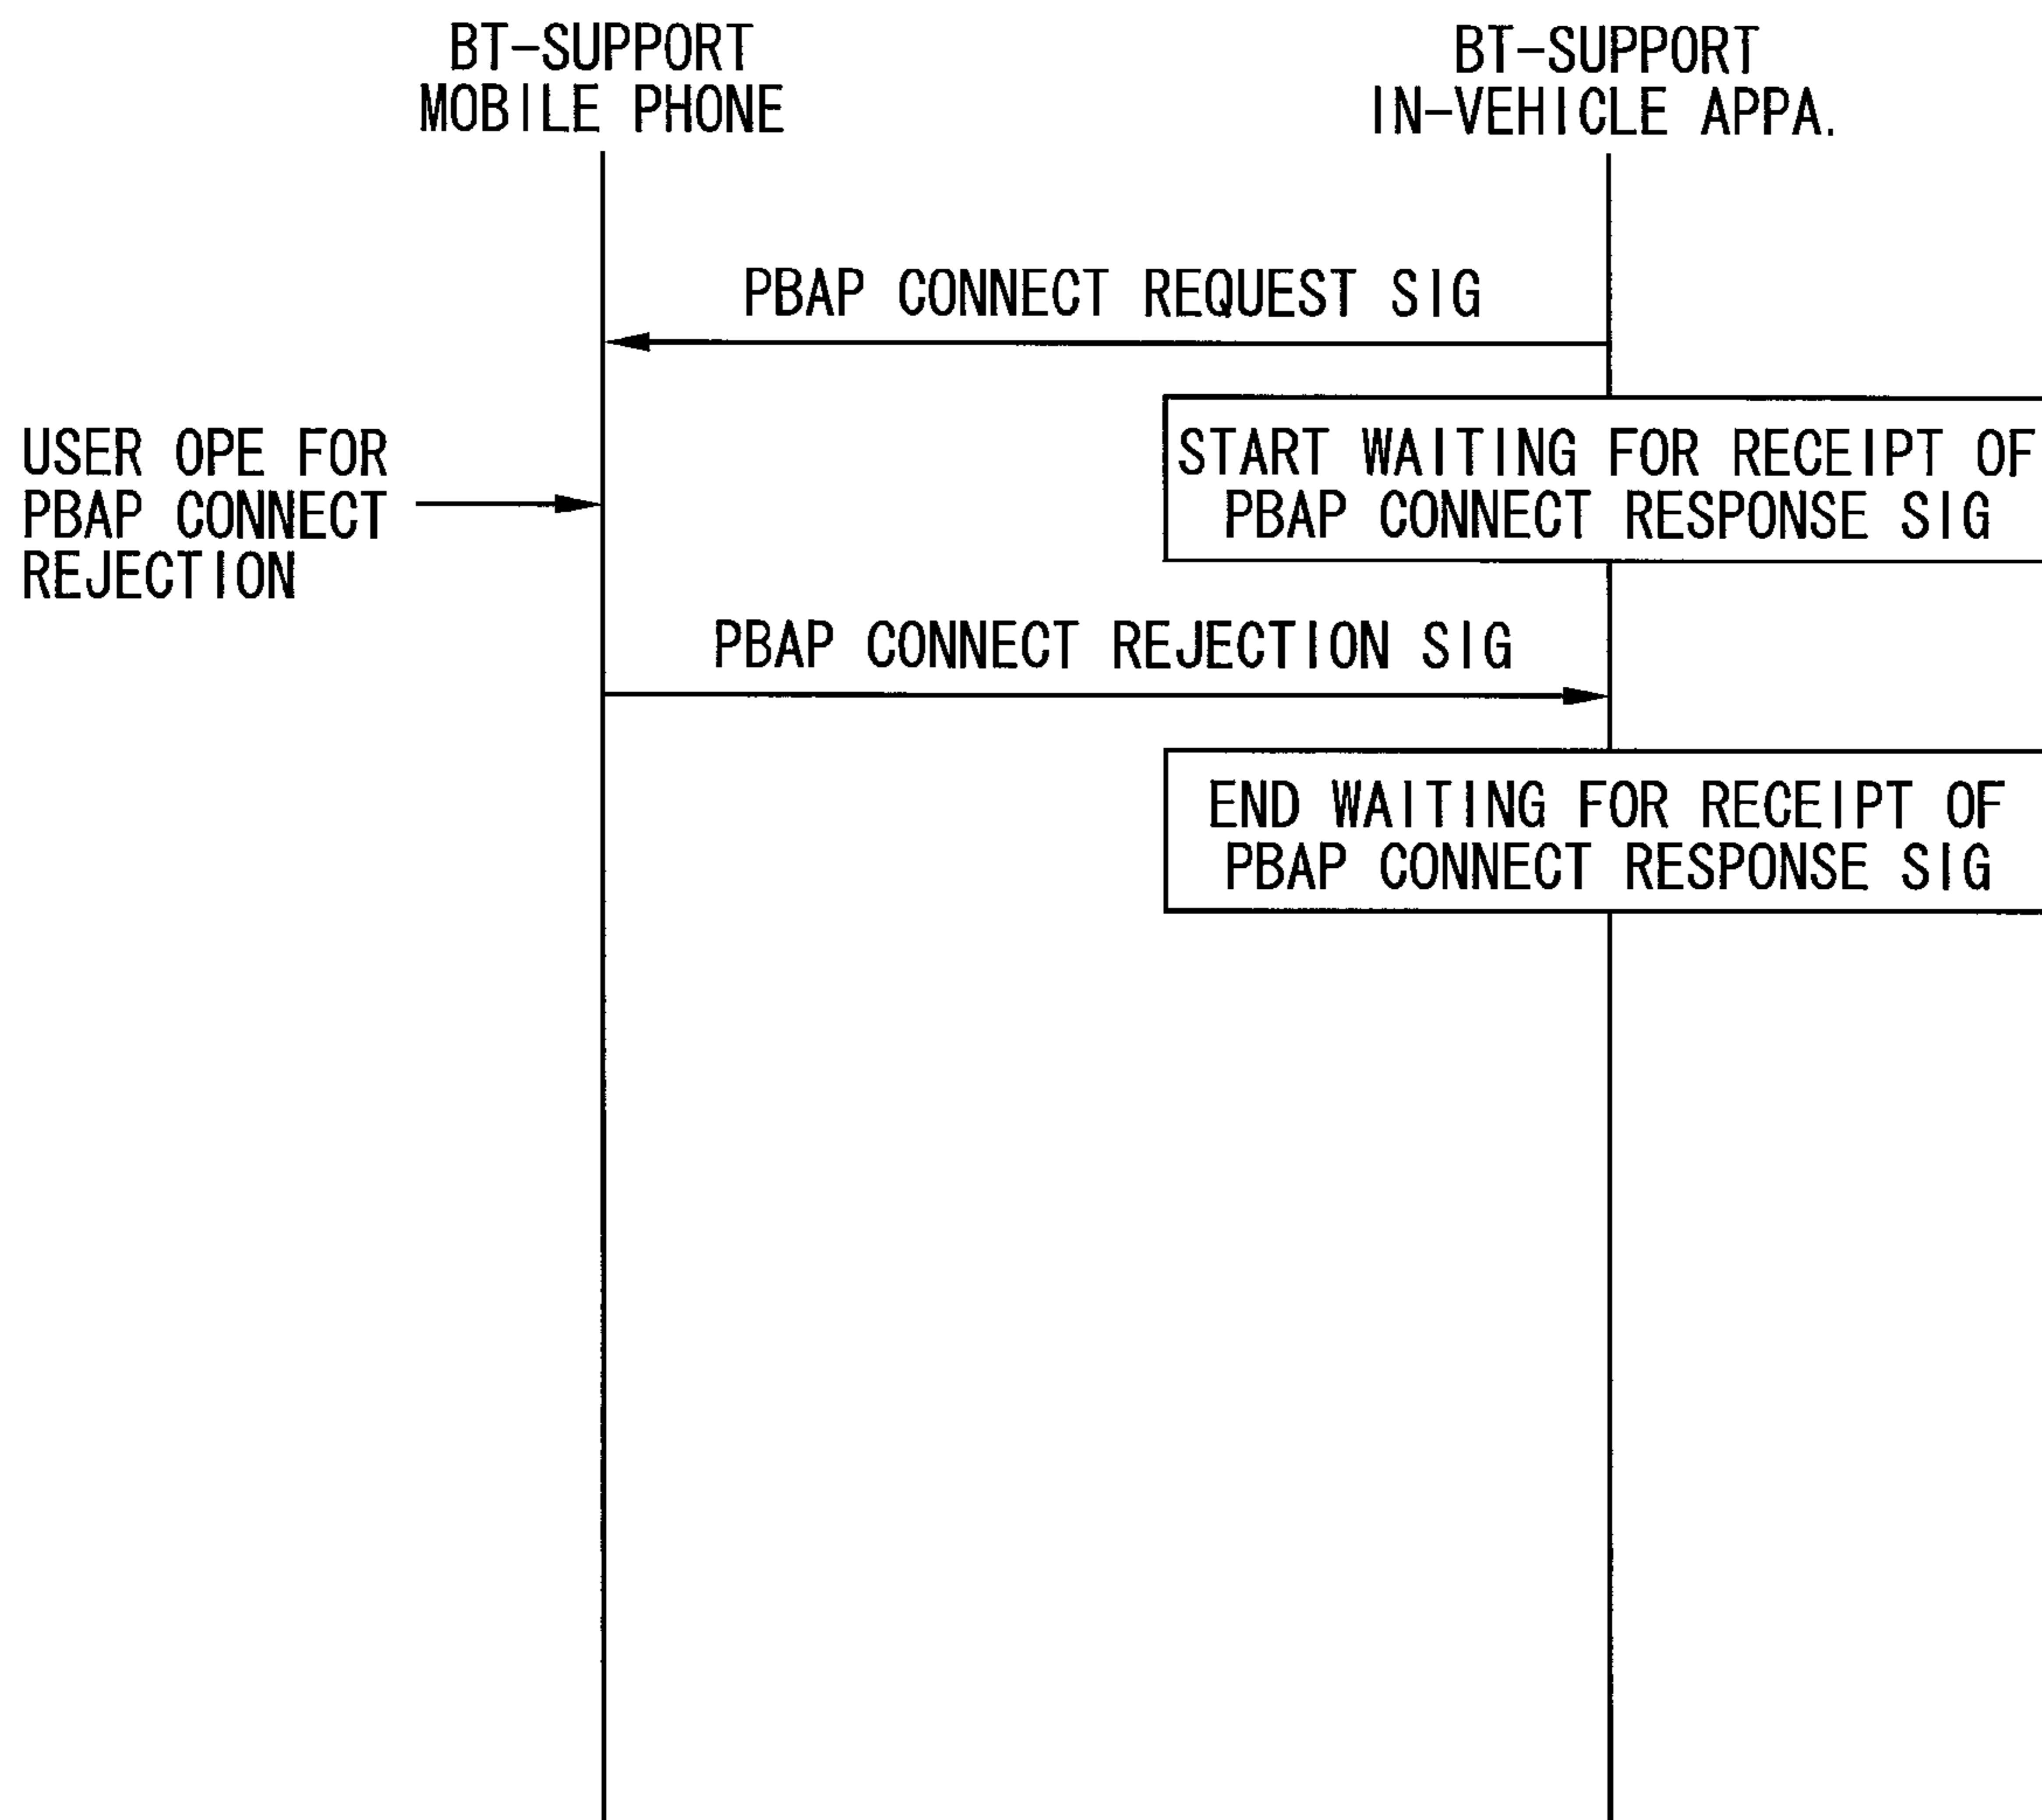 BT-SUPPORT
MOBILE PHONE
BT-SUPPORT
IN-VEHICLE APPA.
PBAP CONNECT REQUEST SIG
START WAITING FOR RECEIPT OF
PBAP CONNECT RESPONSE SIG
USER OPE FOR
PBAP CONNECT
REJECTION
PBAP CONNECT REJECTION SIG
END WAITING FOR RECEIPT OF
PBAP CONNECT RESPONSE SIG